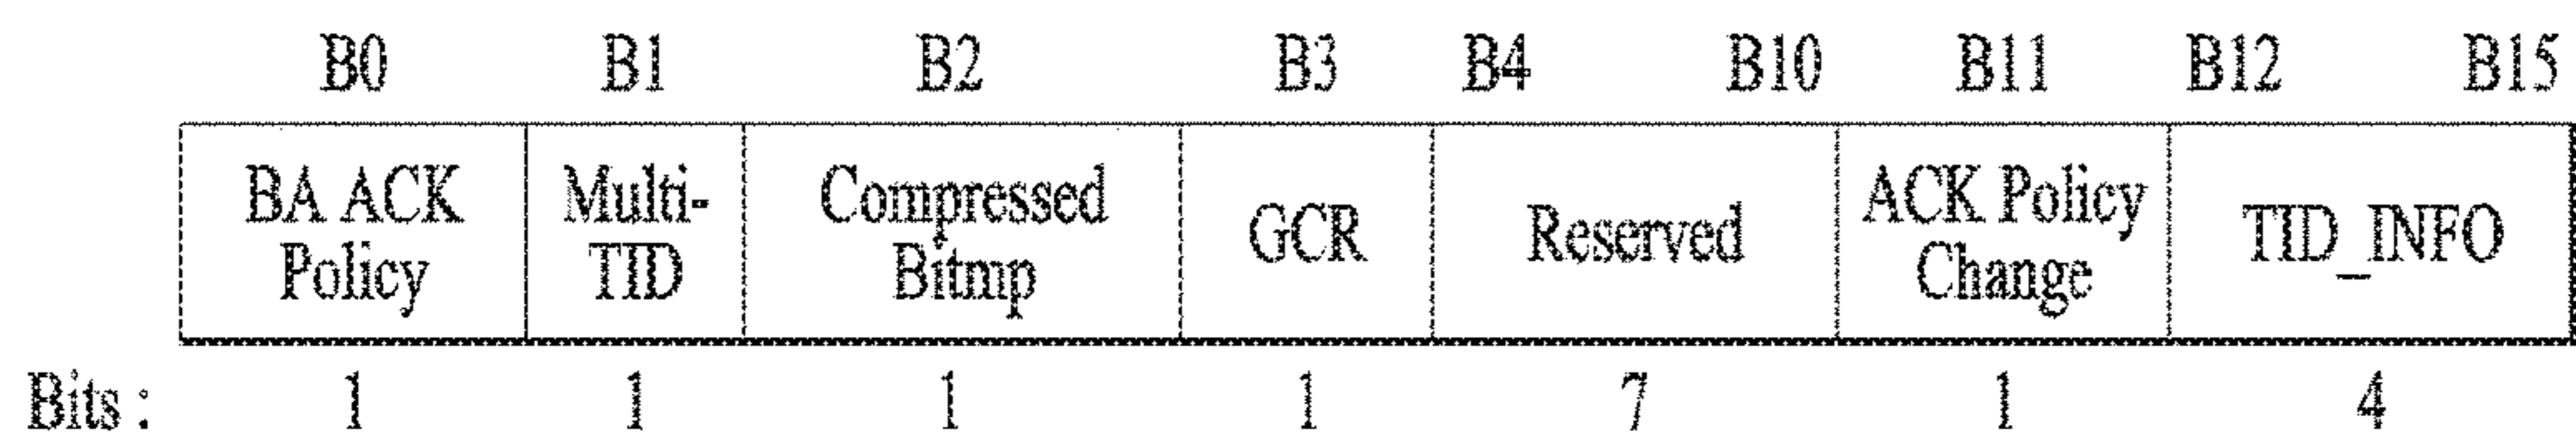 B0 B1 B2 B3 B4 B10 B11 B12 B15
BA ACK Policy Multi-TID Compressed Bitmp GCR Reserved ACK Policy Change TID_INFO
Bits : 1 1 1 1 7 1 4